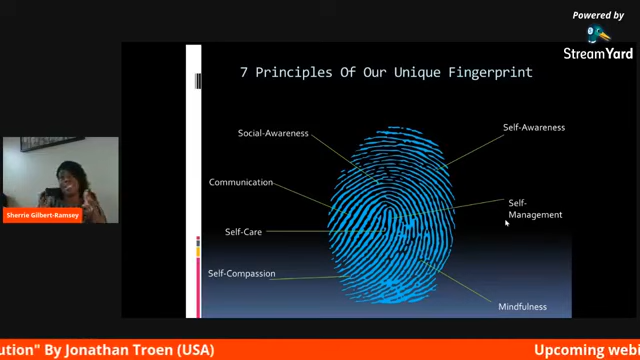 Powered by
StreamYard
7 Principles Of Our Unique Fingerprint
Social-Awareness
Self-Awareness
Communication
Self-
Management
Self-Care
Self-Compassion
Mindfulness
Sherrie Gilbert-Ramsey
ution" By Jonathan Troen (USA)
Upcoming webi